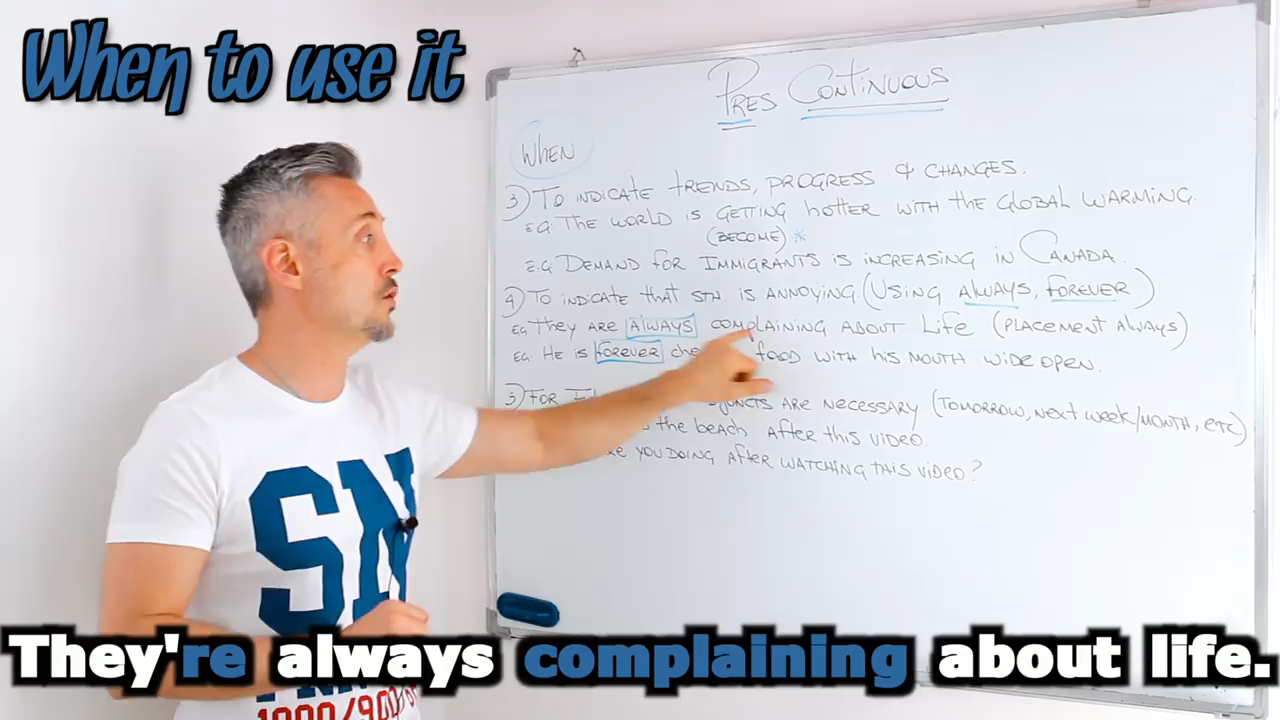 When to use it
PRES CONTINUOUS
WHEN
3) TO INDICATE TRENDS, PROGRESS & CHANGES.
EG: THE WORLD IS GETTING HOTTER WITH THE GLOBAL WARMING.
(BECOME)*
E.G DEMAND FOR IMMIGRANTS IS INCREASING IN CANADA.
4) TO INDICATE THAT STH. IS ANNOYING. (USING ALWAYS, FOREVER)
EG THEY ARE ALWAYS COMPLAINING ABOUT LIFE (PLACEMENT ALWAYS)
EG: HE IS FOREVER FOOD WITH HIS MOUTH WIDE OPEN.
FOR ARE NECESSARY (TOMORROW, NEXT WEEK/MONTH, ETC)
THE BEACH AFTER THIS VIDEO.
YOU DOING AFTER WATCHING THIS VIDEO?
SN
They're always complaining about life.